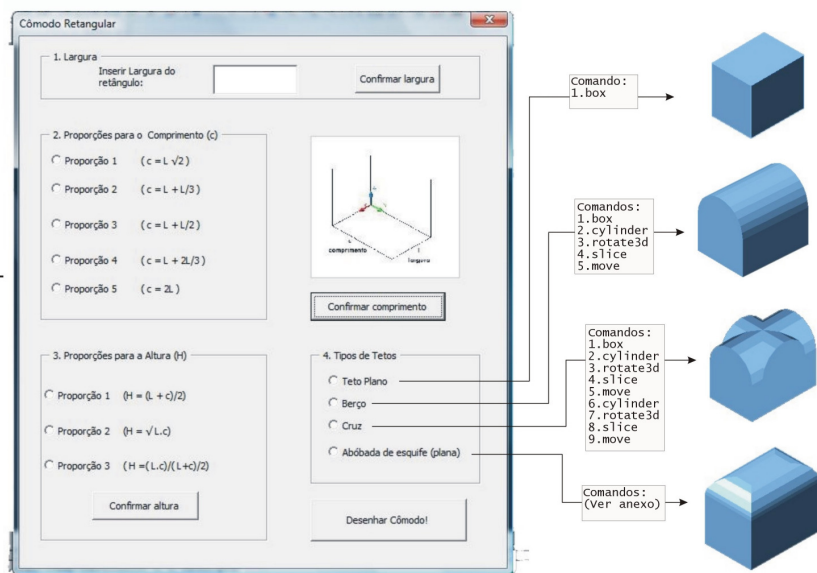 Cômodo Retangular
1. Largura
Inserir Largura do
retângulo:
Confirmar largura
2. Proporções para o Comprimento (c)
Proporção 1 ( c = L √2 )
Proporção 2 ( c = L + L/3 )
Proporção 3 ( c = L + L/2 )
Proporção 4 ( c = L + 2L/3 )
Proporção 5 ( c = 2L )
comprimento
largura
Confirmar comprimento
3. Proporções para a Altura (H)
Proporção 1 (H = (L + c)/2)
Proporção 2 (H = √ L.c)
Proporção 3 ( H =(L.c)/(L+c)/2)
Confirmar altura
4. Tipos de Tetos
Teto Plano
Berço
Cruz
Abóbada de esquife (plana)
Desenhar Cômodo!
Comando:
1.box
Comandos:
1.box
2.cylinder
3.rotate3d
4.slice
5.move
Comandos:
1.box
2.cylinder
3.rotate3d
4.slice
5.move
6.cylinder
7.rotate3d
8.slice
9.move
Comandos:
(Ver anexo)